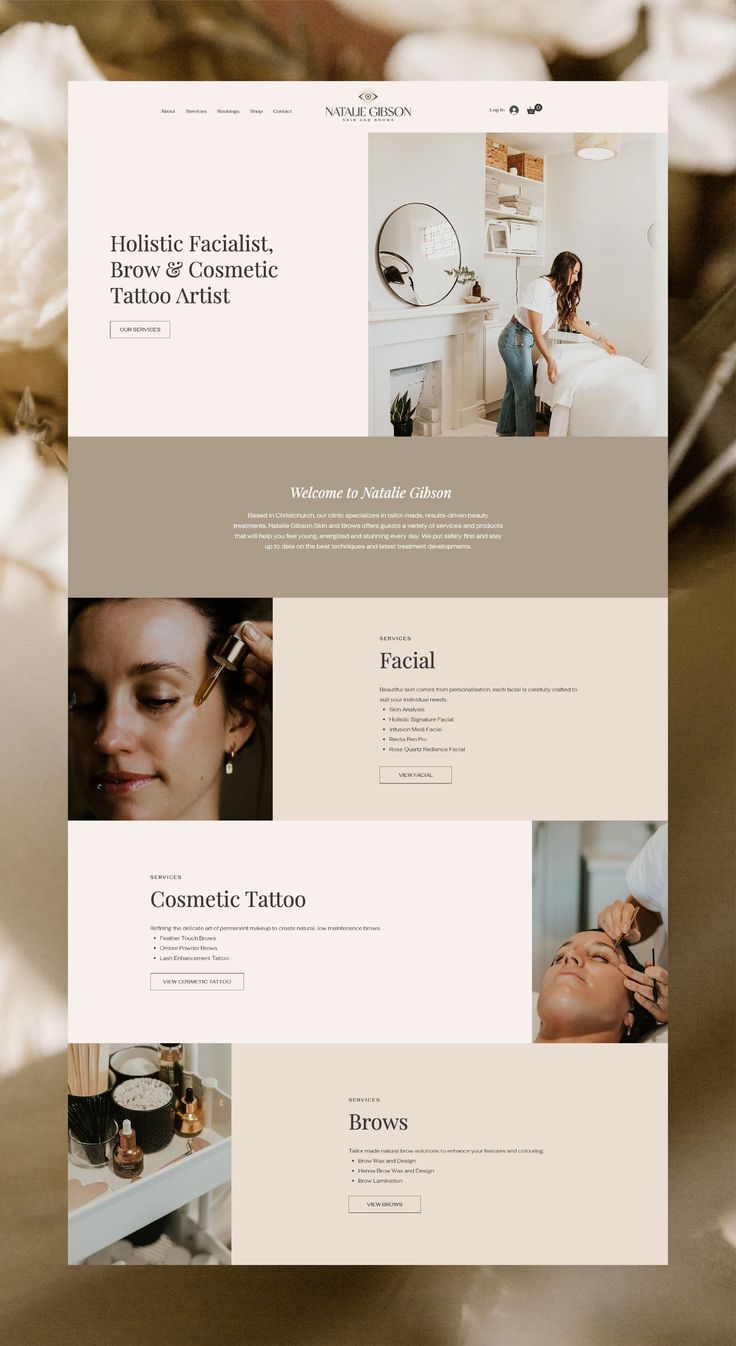 About Services Bookings Shop Contact
NATALIE GIBSON
SKIN AND BROWS
Log In
0
Holistic Facialist,
Brow & Cosmetic
Tattoo Artist
OUR SERVICES
Welcome to Natalie Gibson
Based in Christchurch, our clinic specializes in tailor-made, results-driven beauty
treatments. Natalie Gibson Skin and Brows offers guests a variety of services and products
that will help you feel young, energized and stunning every day. We put safety first and stay
up to date on the best techniques and latest treatment developments.
SERVICES
Facial
Beautiful skin comes from personalisation, each facial is carefully crafted to
suit your individual needs.
• Skin Analysis
• Holistic Signature Facial
• Infusion Medi Facial
• Revita Pen Pro
• Rose Quartz Radiance Facial
VIEW FACIAL
SERVICES
Cosmetic Tattoo
Refining the delicate art of permanent makeup to create natural, low maintenance brows.
• Feather Touch Brows
• Ombre Powder Brows
• Lash Enhancement Tattoo
VIEW COSMETIC TATTOO
SERVICES
Brows
Tailor made natural brow solutions to enhance your features and colouring.
• Brow Wax and Design
• Henna Brow Wax and Design
• Brow Lamination
VIEW BROWS